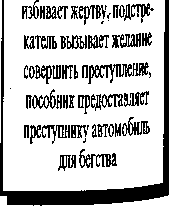 избивает жертву, подстре-
катель вызывает желание
совершить преступление,
пособник предоставляет
преступнику автомобиль
для бегства